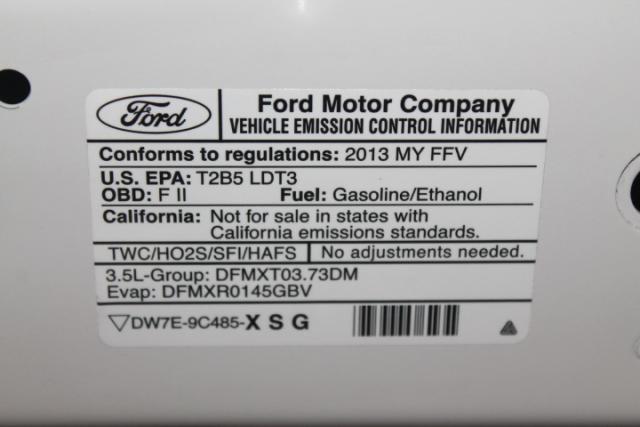 Ford
Ford Motor Company
VEHICLE EMISSION CONTROL INFORMATION
Conforms to regulations: 2013 MY FFV
U.S. EPA: T2B5 LDT3
OBD: F II Fuel: Gasoline/Ethanol
California: Not for sale in states with
California emissions standards.
TWC/HO2S/SFI/HAFS No adjustments needed.
3.5L-Group: DFMXT03.73DM
Evap: DFMXR0145GBV
▽DW7E-9C485-X S G